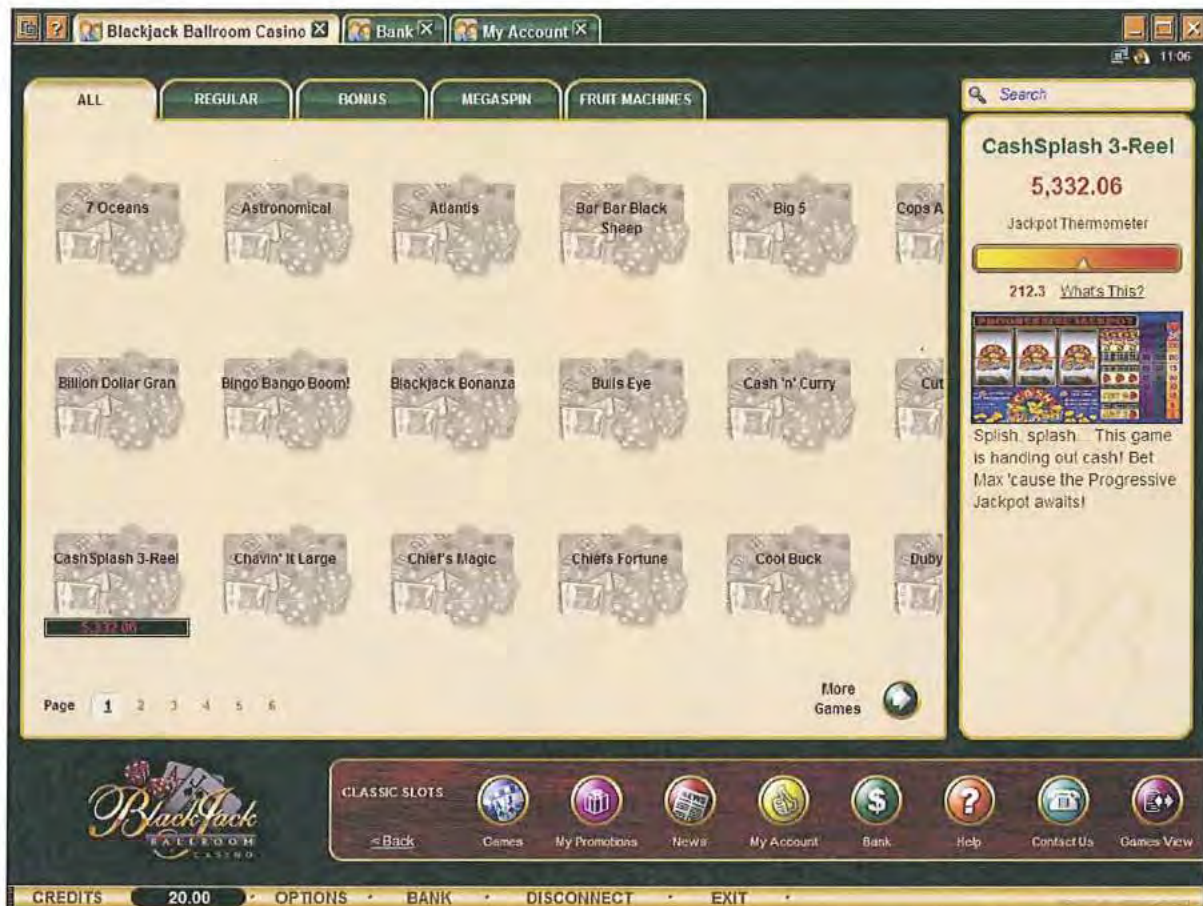 Blackjack Ballroom Casino
Bank
My Account
11:06
ALL
REGULAR
BONUS
MEGASPIN
FRUIT MACHINES
Search
7 Oceans
Astronomical
Atlantis
Bar Bar Black
Sheep
Big 5
Cops A
Billion Dollar Gran
Bingo Bango Boom!
Blackjack Bonanza
Bulls Eye
Cash 'n' Curry
Cut
CashSplash 3-Reel
5,332.06
Chavin' It Large
Chief's Magic
Chiefs Fortune
Cool Buck
Duby
Page 1 2 3 4 5 6
More
Games
CashSplash 3-Reel
5,332.06
Jackpot Thermometer
212.3 What's This?
PROGRESSIVE JACKPOT
Splish, splash... This game
is handing out cash! Bet
Max 'cause the Progressive
Jackpot awaits!
BlackJack
BALLROOM
CASINO
CLASSIC SLOTS
< Back
Games
My Promotions
News
My Account
Bank
Help
Contact Us
Games View
CREDITS 20.00 OPTIONS BANK DISCONNECT EXIT